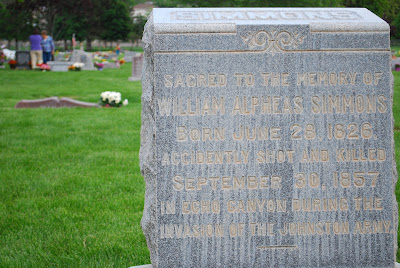 SIMMONS
SACRED TO THE MEMORY OF
WILLIAM ALPHEAS SIMMONS
BORN JUNE 28, 1826
ACCIDENTLY SHOT AND KILLED
SEPTEMBER 30, 1857
IN ECHO CANYON DURING THE
INVASION OF THE JOHNSTON ARMY